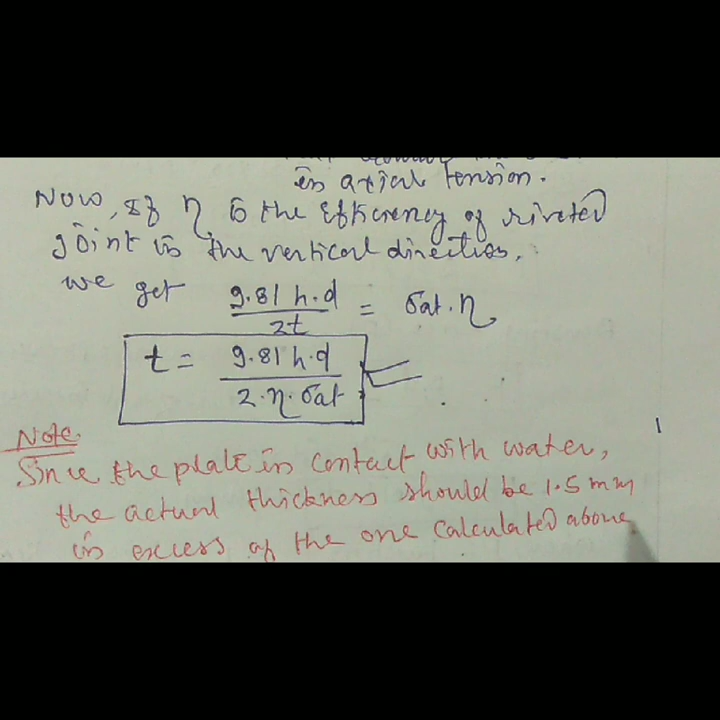 in axial tension.
Now, if η is the efficiency of riveted
joint in the vertical direction,
we get 9.81 h.d / 2t = σat.η
t = 9.81 h.d / 2.η.σat
Note.
Since the plate in contact with water,
the actual thickness should be 1.5 mm
in excess of the one calculated above